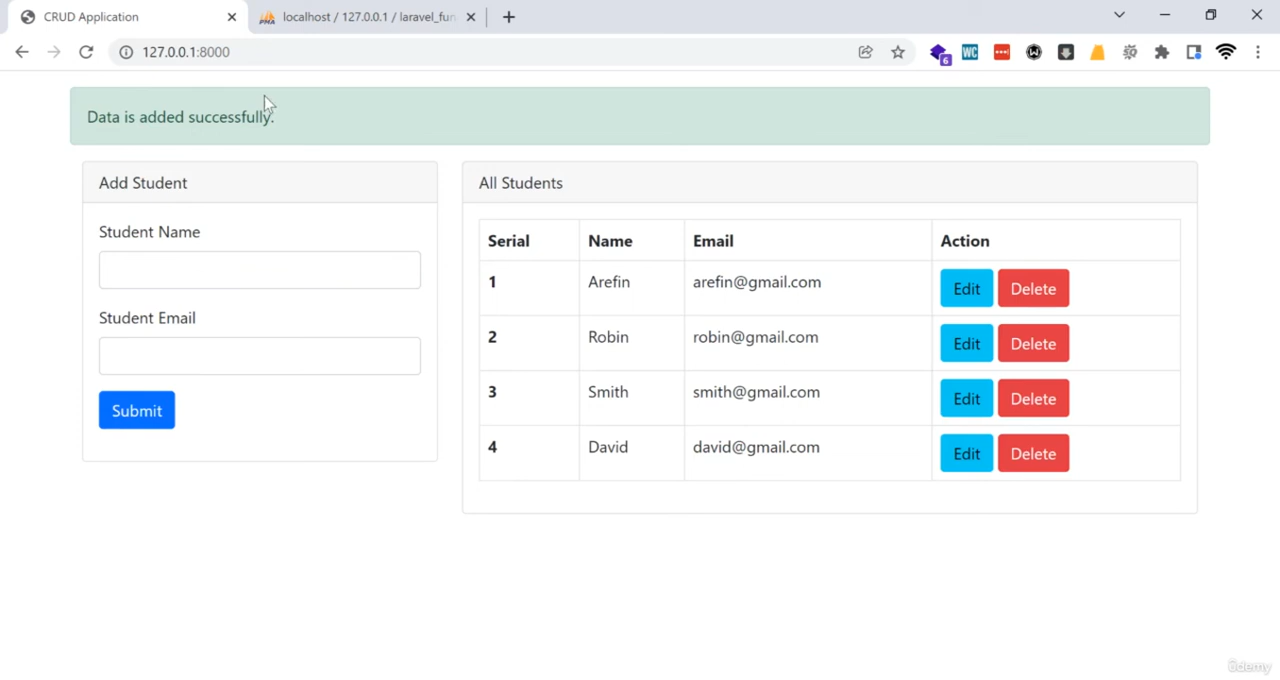 CRUD Application
localhost / 127.0.0.1 / laravel_fun
127.0.0.1:8000
6
WC
Data is added successfully.
Add Student
Student Name
Student Email
Submit
All Students
Serial Name Email Action
1 Arefin arefin@gmail.com Edit Delete
2 Robin robin@gmail.com Edit Delete
3 Smith smith@gmail.com Edit Delete
4 David david@gmail.com Edit Delete
ûdemy